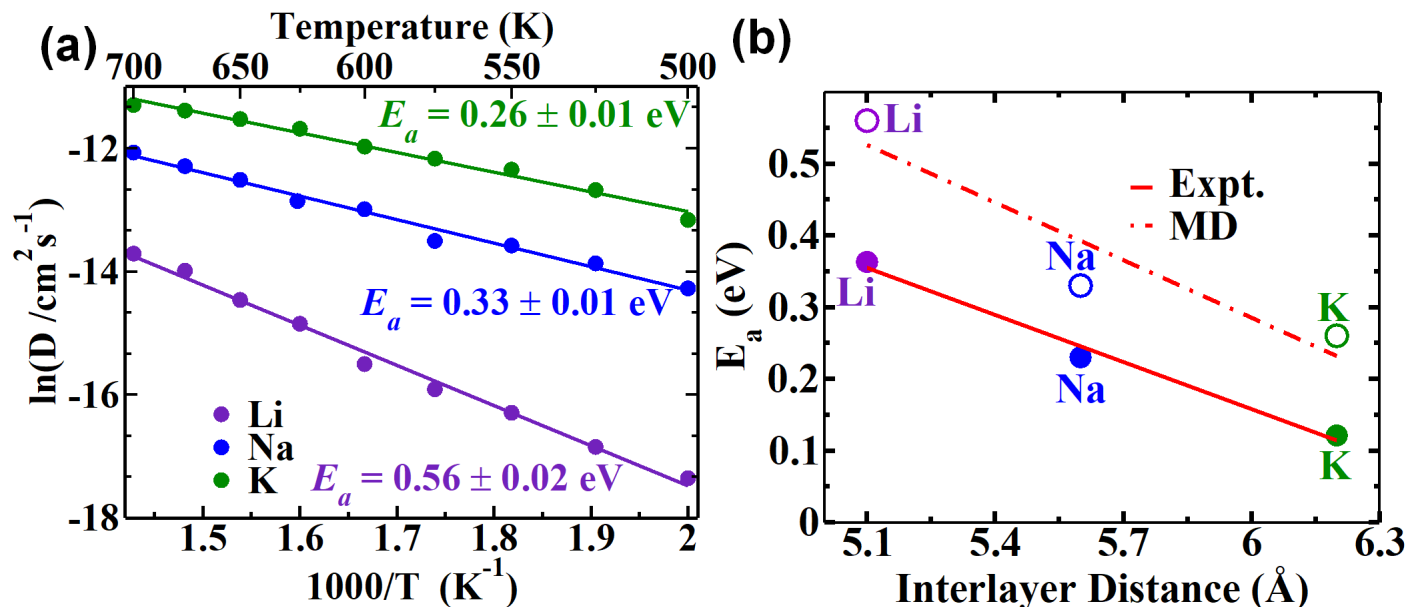 (a)
Temperature (K)
700 650 600 550 500
E_a = 0.26 ± 0.01 eV
E_a = 0.33 ± 0.01 eV
E_a = 0.56 ± 0.02 eV
Li
Na
K
ln(D /cm² s⁻¹)
-12
-14
-16
-18
1.5 1.6 1.7 1.8 1.9 2
1000/T (K⁻¹)
(b)
E_a (eV)
0.5
0.4
0.3
0.2
0.1
0
Li
Expt.
MD
Na
K
Li
Na
K
5.1 5.4 5.7 6 6.3
Interlayer Distance (Å)